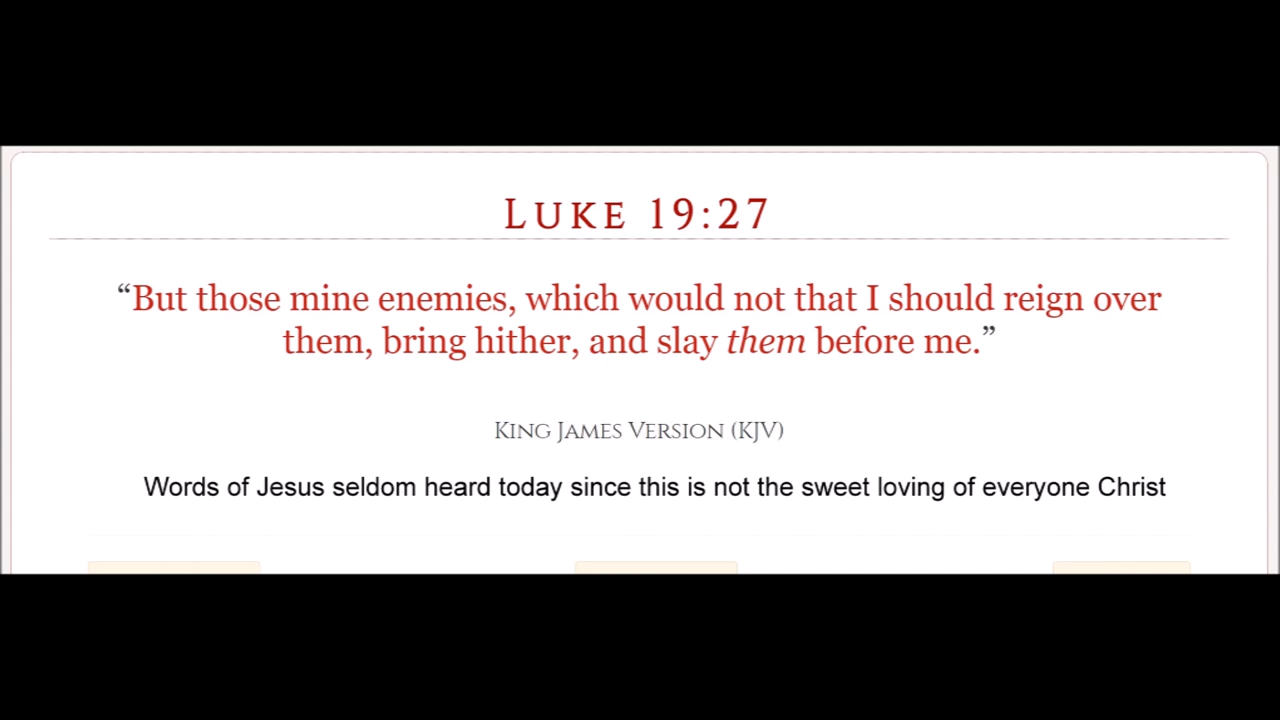 LUKE 19:27
“But those mine enemies, which would not that I should reign over
them, bring hither, and slay them before me.”
KING JAMES VERSION (KJV)
Words of Jesus seldom heard today since this is not the sweet loving of everyone Christ